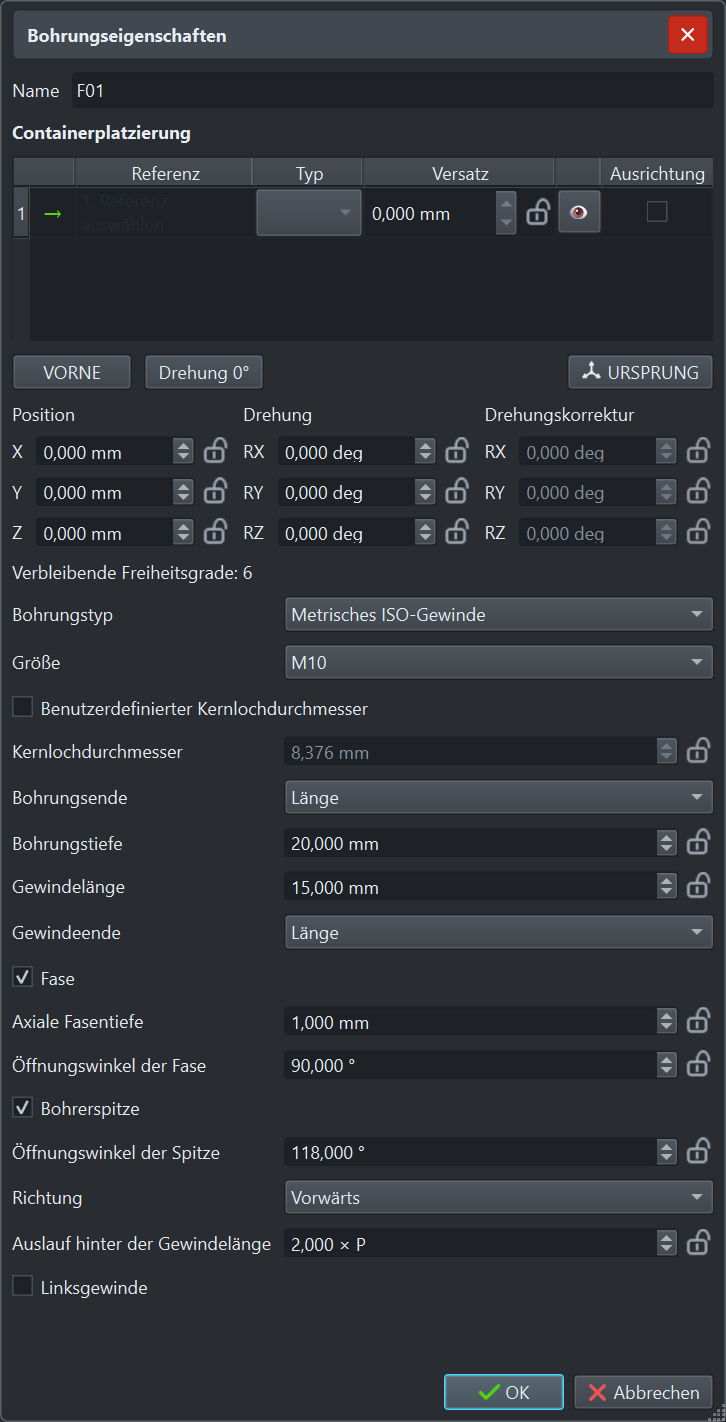 Bohrungseigenschaften
Name F01
Containerplatzierung
Referenz Typ Versatz Ausrichtung
1 1. Referenz auswählen 0,000 mm
VORNE Drehung 0° URSPRUNG
Position Drehung Drehungskorrektur
X 0,000 mm RX 0,000 deg RX 0,000 deg
Y 0,000 mm RY 0,000 deg RY 0,000 deg
Z 0,000 mm RZ 0,000 deg RZ 0,000 deg
Verbleibende Freiheitsgrade: 6
Bohrungstyp Metrisches ISO-Gewinde
Größe M10
Benutzerdefinierter Kernlochdurchmesser
Kernlochdurchmesser 8,376 mm
Bohrungsende Länge
Bohrungstiefe 20,000 mm
Gewindelänge 15,000 mm
Gewindeende Länge
Fase
Axiale Fasentiefe 1,000 mm
Öffnungswinkel der Fase 90,000 °
Bohrerspitze
Öffnungswinkel der Spitze 118,000 °
Richtung Vorwärts
Auslauf hinter der Gewindelänge 2,000 × P
Linksgewinde
OK Abbrechen